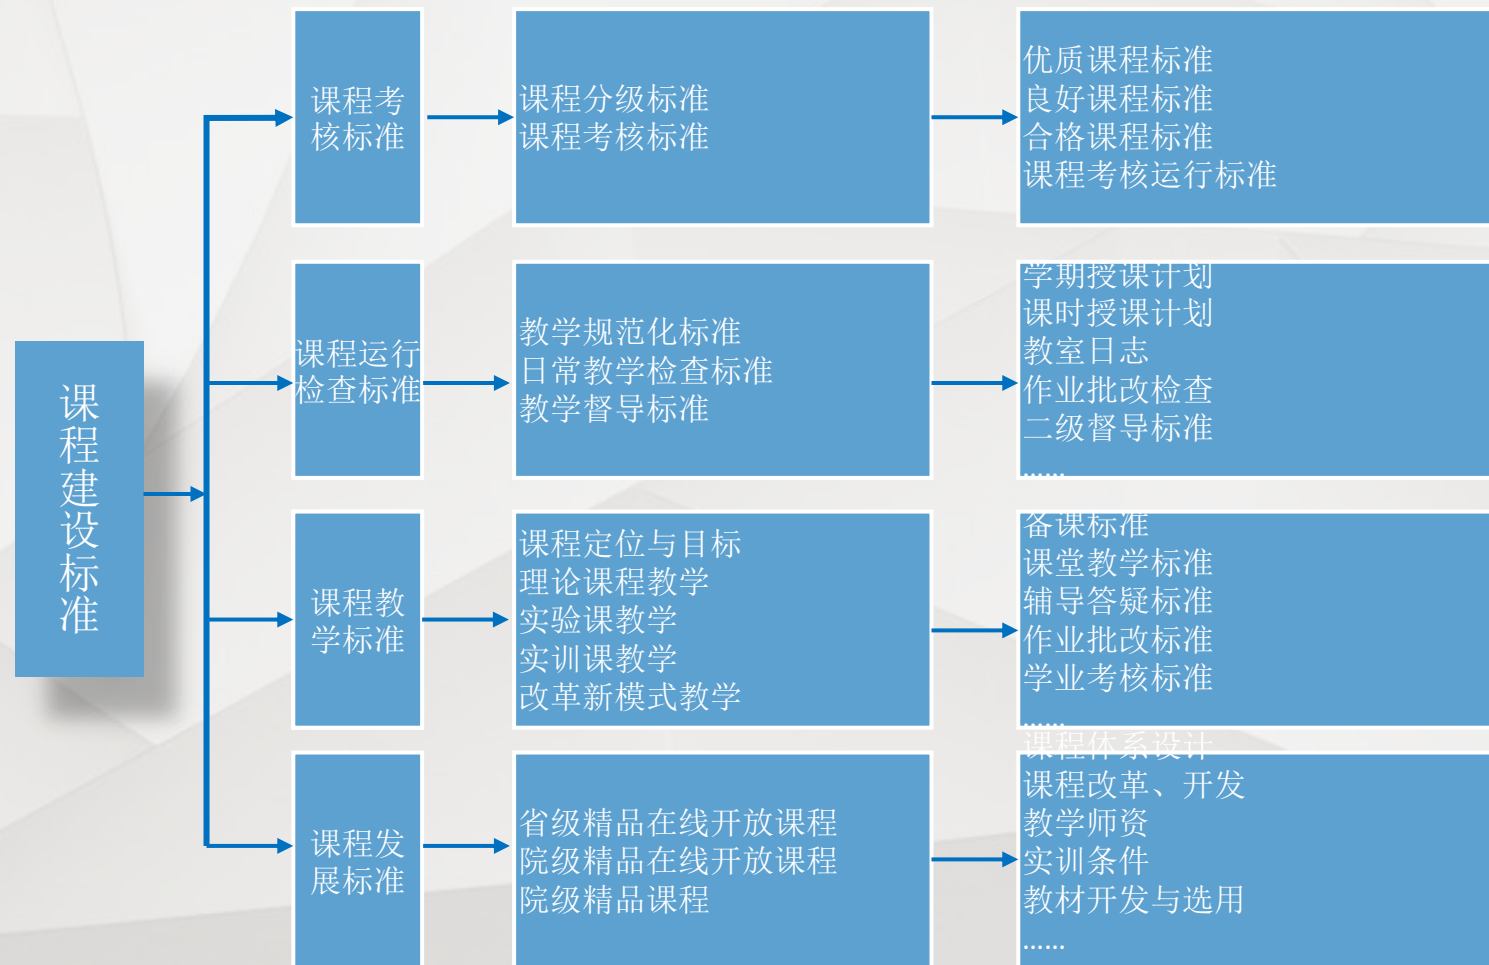 课程建设标准
课程考
核标准
课程分级标准
课程考核标准
优质课程标准
良好课程标准
合格课程标准
课程考核运行标准
课程运行
检查标准
教学规范化标准
日常教学检查标准
教学督导标准
学期授课计划
课时授课计划
教室日志
作业批改检查
二级督导标准
......
课程教
学标准
课程定位与目标
理论课程教学
实验课教学
实训课教学
改革新模式教学
备课标准
课堂教学标准
辅导答疑标准
作业批改标准
学业考核标准
......
课程发
展标准
省级精品在线开放课程
院级精品在线开放课程
院级精品课程
课程体系设计
课程改革、开发
教学师资
实训条件
教材开发与选用
......